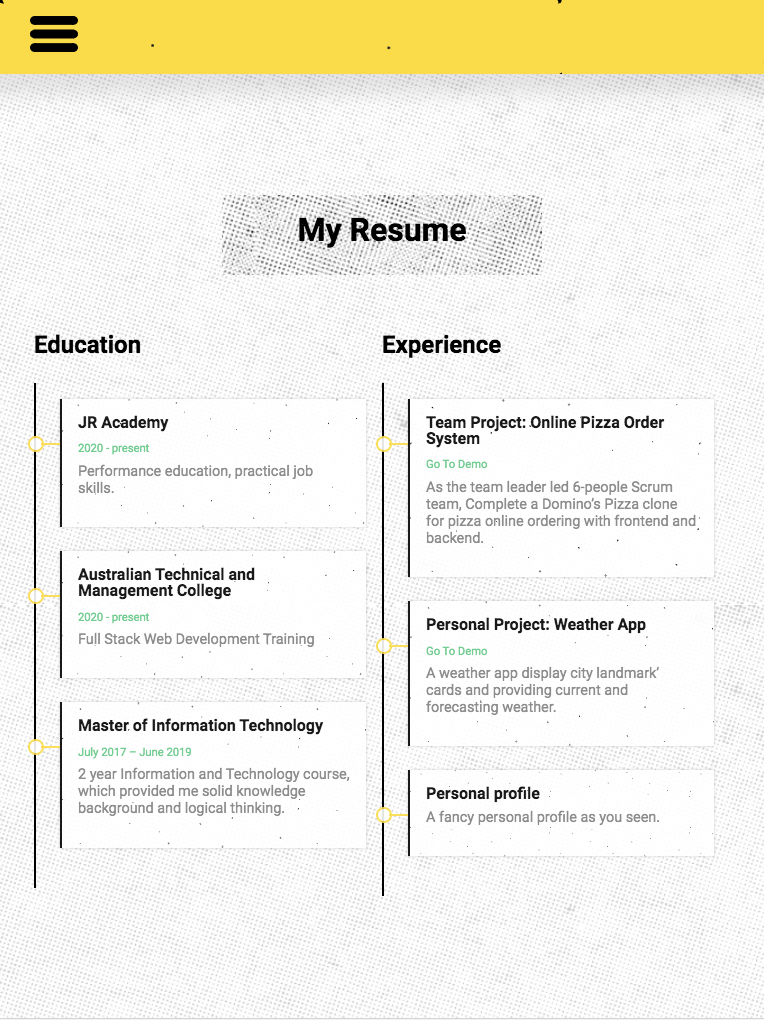 My Resume
Education
JR Academy
2020 - present
Performance education, practical job
skills.
Australian Technical and
Management College
2020 - present
Full Stack Web Development Training
Master of Information Technology
July 2017 – June 2019
2 year Information and Technology course,
which provided me solid knowledge
background and logical thinking.
Experience
Team Project: Online Pizza Order
System
Go To Demo
As the team leader led 6-people Scrum
team, Complete a Domino’s Pizza clone
for pizza online ordering with frontend and
backend.
Personal Project: Weather App
Go To Demo
A weather app display city landmark’
cards and providing current and
forecasting weather.
Personal profile
A fancy personal profile as you seen.